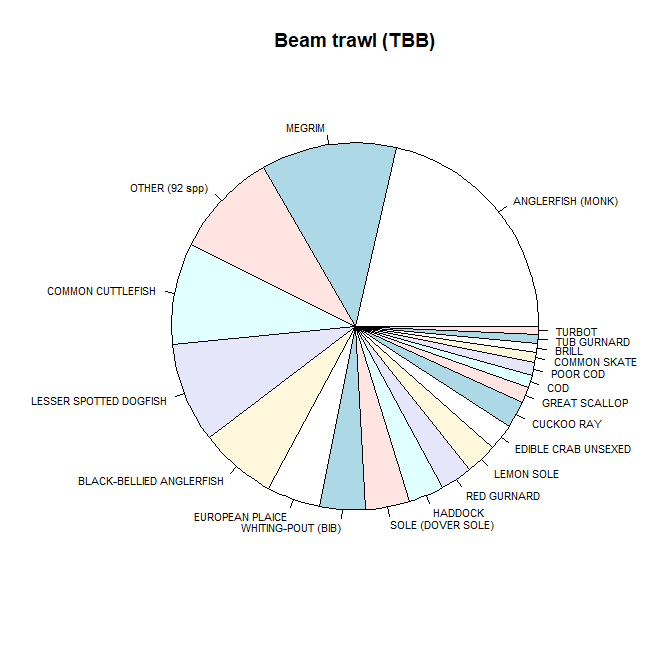 Beam trawl (TBB)
MEGRIM
OTHER (92 spp)
ANGLERFISH (MONK)
COMMON CUTTLEFISH
LESSER SPOTTED DOGFISH
BLACK-BELLIED ANGLERFISH
EUROPEAN PLAICE
WHITING-POUT (BIB)
SOLE (DOVER SOLE)
HADDOCK
RED GURNARD
LEMON SOLE
EDIBLE CRAB UNSEXED
CUCKOO RAY
GREAT SCALLOP
COD
POOR COD
COMMON SKATE
BRILL
TUB GURNARD
TURBOT